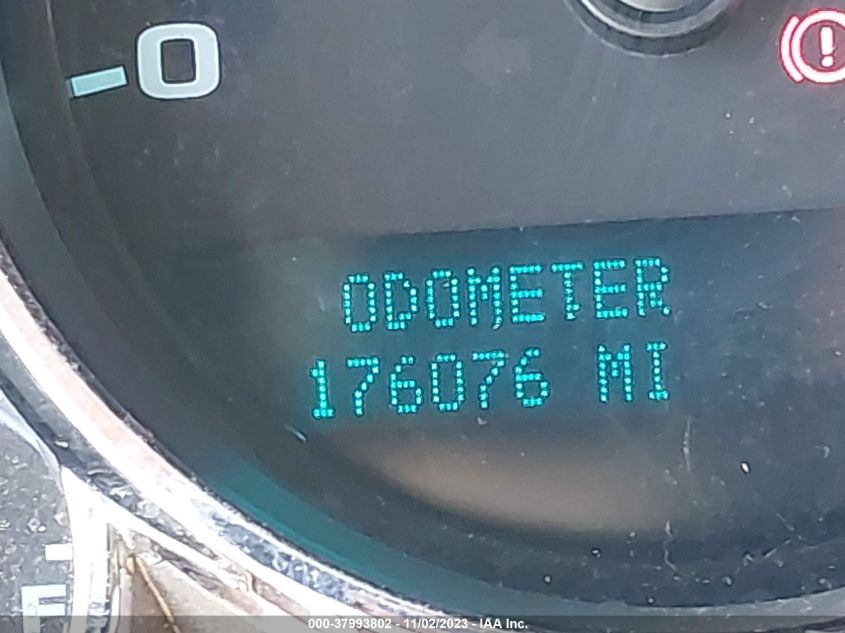 0
!
ODOMETER
176076 MI
E
000-37993802 - 11/02/2023 - IAA Inc.